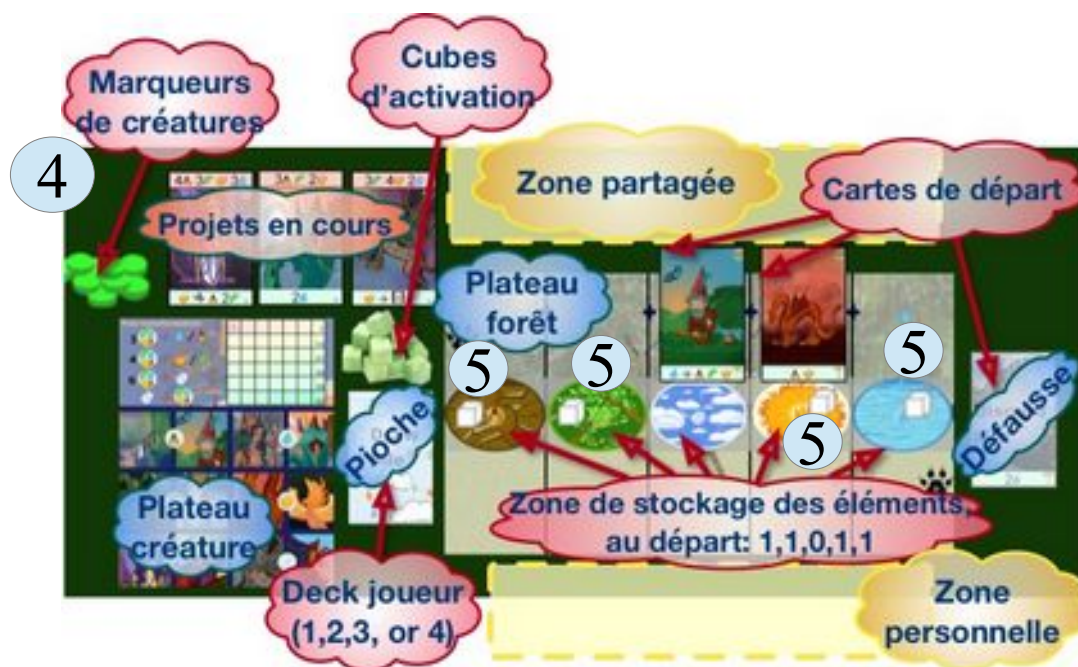 Marqueurs
de créatures
Cubes
d'activation
4
Zone partagée
Cartes de départ
Projets en cours
Plateau
forêt
5
5
5
5
Pioche
Défausse
Plateau
créature
Zone de stockage des éléments,
au départ: 1,1,0,1,1
Deck joueur
(1,2,3, or 4)
Zone
personnelle